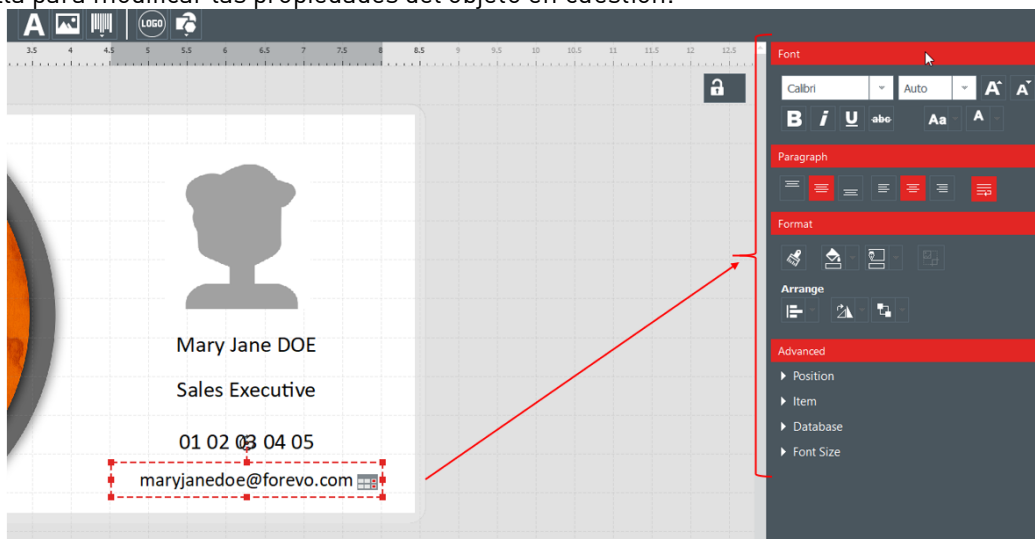 para modificar las propiedades del objeto en cuestión.
A LOGO
3.5 4 4.5 5 5.5 6 6.5 7 7.5 8 8.5 9 9.5 10 10.5 11 11.5 12 12.5
Font
Calibri Auto A A
B i U abc Aa A
Paragraph
Format
Arrange
Advanced
Position
Item
Database
Font Size
Mary Jane DOE
Sales Executive
01 02 03 04 05
maryjanedoe@forevo.com